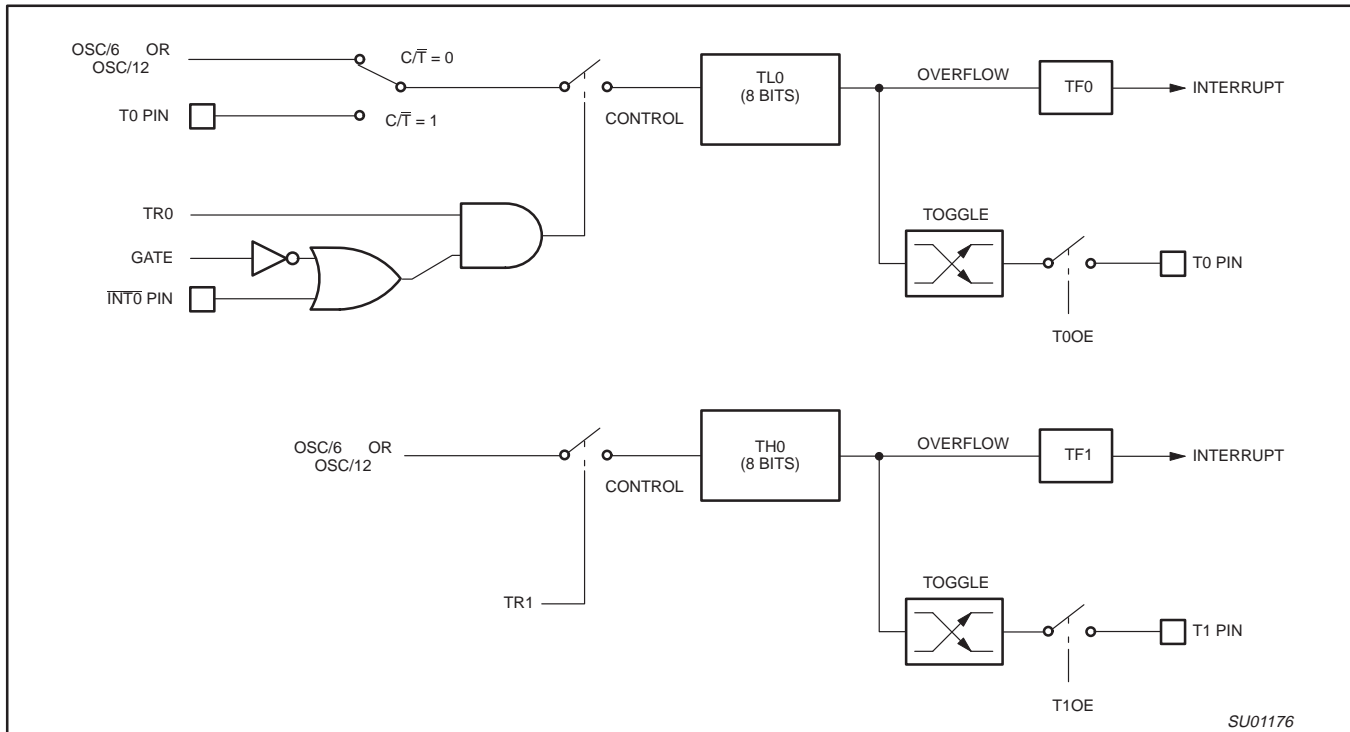 OSC/6 OR
OSC/12
C/T̅ = 0
T0 PIN
C/T̅ = 1
CONTROL
TL0
(8 BITS)
OVERFLOW
TF0
INTERRUPT
TR0
GATE
I̅N̅T̅0̅ PIN
TOGGLE
T0 PIN
T0OE
OSC/6 OR
OSC/12
CONTROL
TH0
(8 BITS)
OVERFLOW
TF1
INTERRUPT
TR1
TOGGLE
T1 PIN
T1OE
SU01176